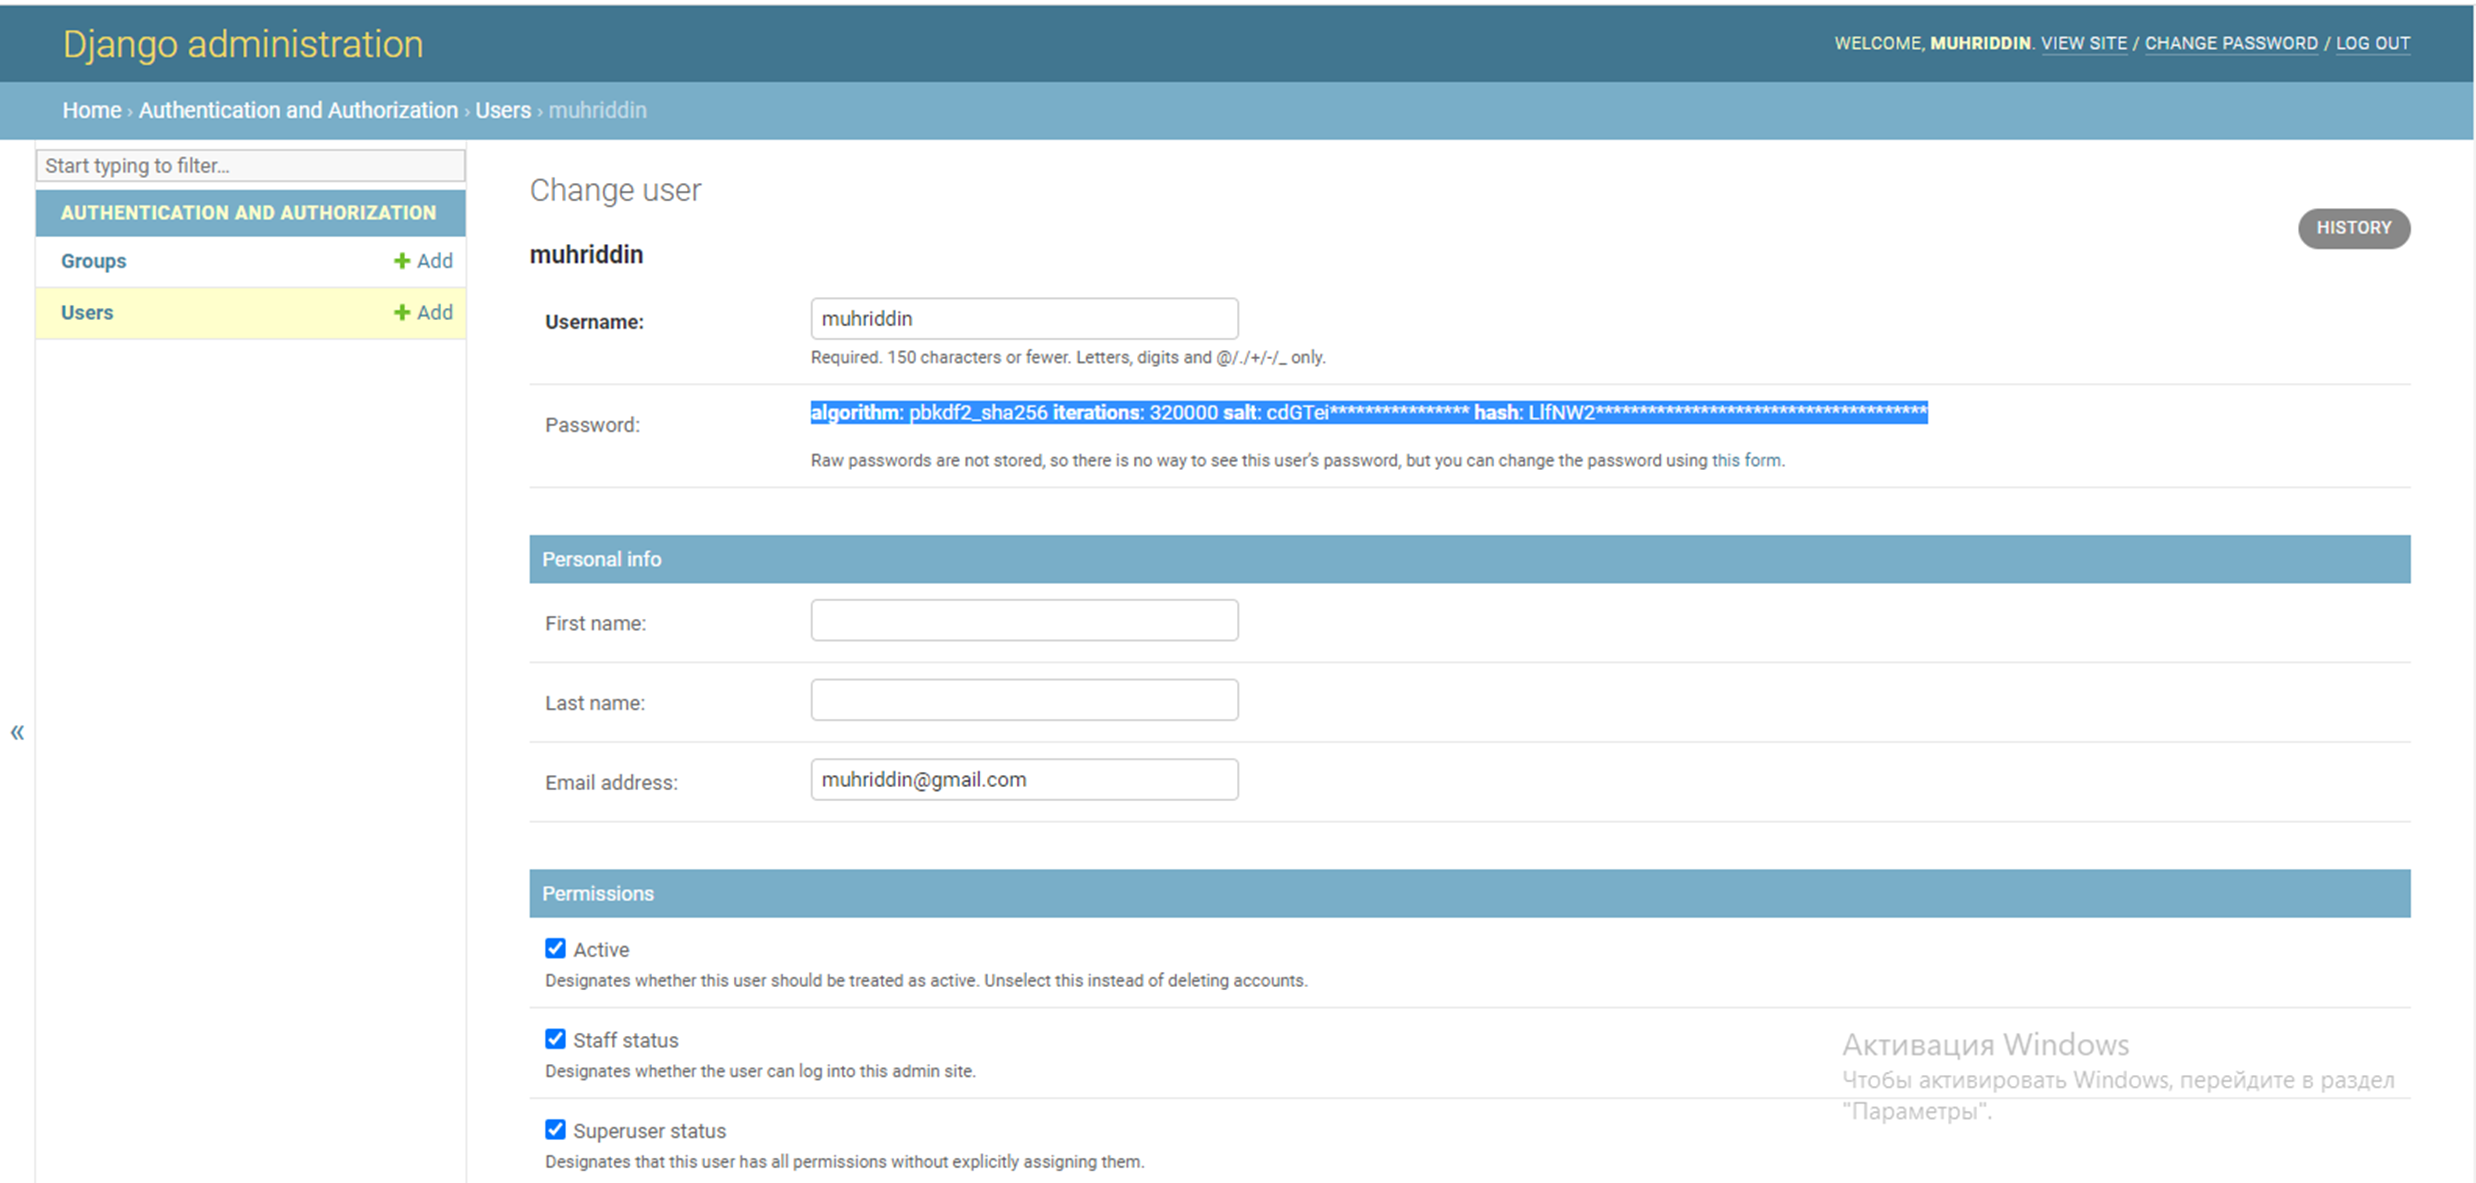 Django administration
WELCOME, MUHRIDDIN. VIEW SITE / CHANGE PASSWORD / LOG OUT
Home › Authentication and Authorization › Users › muhriddin
Start typing to filter...
AUTHENTICATION AND AUTHORIZATION
Groups + Add
Users + Add
«
Change user
HISTORY
muhriddin
Username: muhriddin
Required. 150 characters or fewer. Letters, digits and @/./+/-/_ only.
Password: algorithm: pbkdf2_sha256 iterations: 320000 salt: cdGTei**************** hash: LlfNW2**************************************
Raw passwords are not stored, so there is no way to see this user’s password, but you can change the password using this form.
Personal info
First name:
Last name:
Email address: muhriddin@gmail.com
Permissions
Active
Designates whether this user should be treated as active. Unselect this instead of deleting accounts.
Staff status
Designates whether the user can log into this admin site.
Superuser status
Designates that this user has all permissions without explicitly assigning them.
Активация Windows
Чтобы активировать Windows, перейдите в раздел
"Параметры".